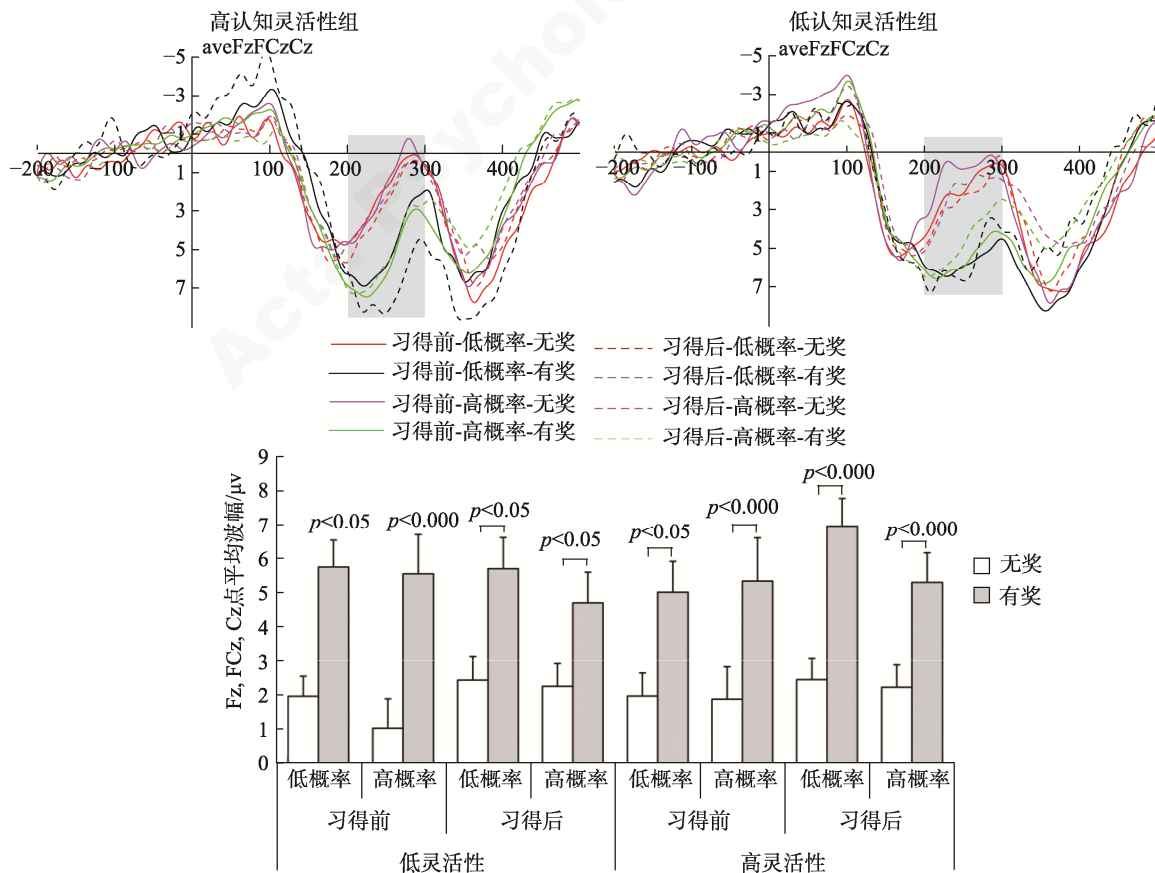 高认知灵活性组
aveFzFCzCz
-5
-3
1
-200
-100
100
200
300
400
1
3
5
7
低认知灵活性组
aveFzFCzCz
-5
-3
1
-200
-100
100
200
300
400
1
3
5
7
Acta Psychol
习得前-低概率-无奖
习得后-低概率-无奖
习得前-低概率-有奖
习得后-低概率-有奖
习得前-高概率-无奖
习得后-高概率-无奖
习得前-高概率-有奖
习得后-高概率-有奖
Fz, FCz, Cz点平均波幅/μv
9
8
7
6
5
4
3
2
1
0
p<0.05
p<0.000
p<0.05
p<0.05
p<0.05
p<0.000
p<0.000
p<0.000
无奖
有奖
低概率 高概率 低概率 高概率 低概率 高概率 低概率 高概率
习得前 习得后 习得前 习得后
低灵活性 高灵活性